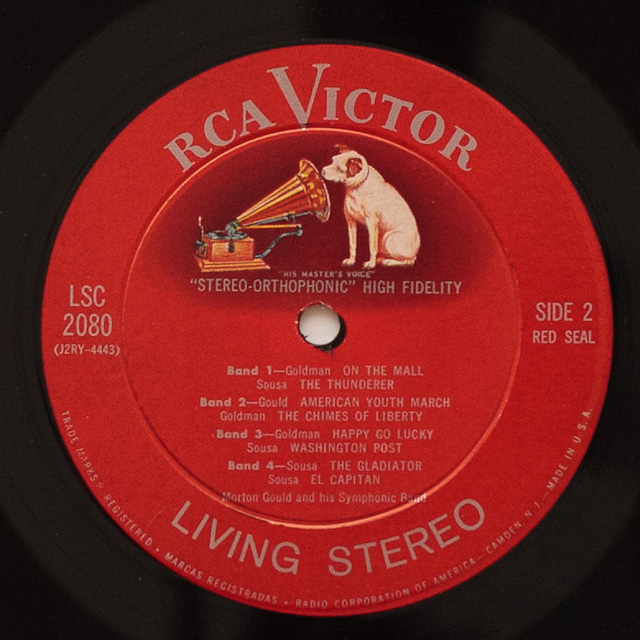 RCA VICTOR
"HIS MASTER'S VOICE"
"STEREO-ORTHOPHONIC" HIGH FIDELITY
LSC
2080
(J2RY-4443)
SIDE 2
RED SEAL
Band 1—Goldman ON THE MALL
Sousa THE THUNDERER
Band 2—Gould AMERICAN YOUTH MARCH
Goldman THE CHIMES OF LIBERTY
Band 3—Goldman HAPPY GO LUCKY
Sousa WASHINGTON POST
Band 4—Sousa THE GLADIATOR
Sousa EL CAPITAN
Morton Gould and his Symphonic Band
LIVING STEREO
TRADE MARKS ® REGISTERED • MARCAS REGISTRADAS • RADIO CORPORATION OF AMERICA—CAMDEN, N. J.—MADE IN U. S. A.